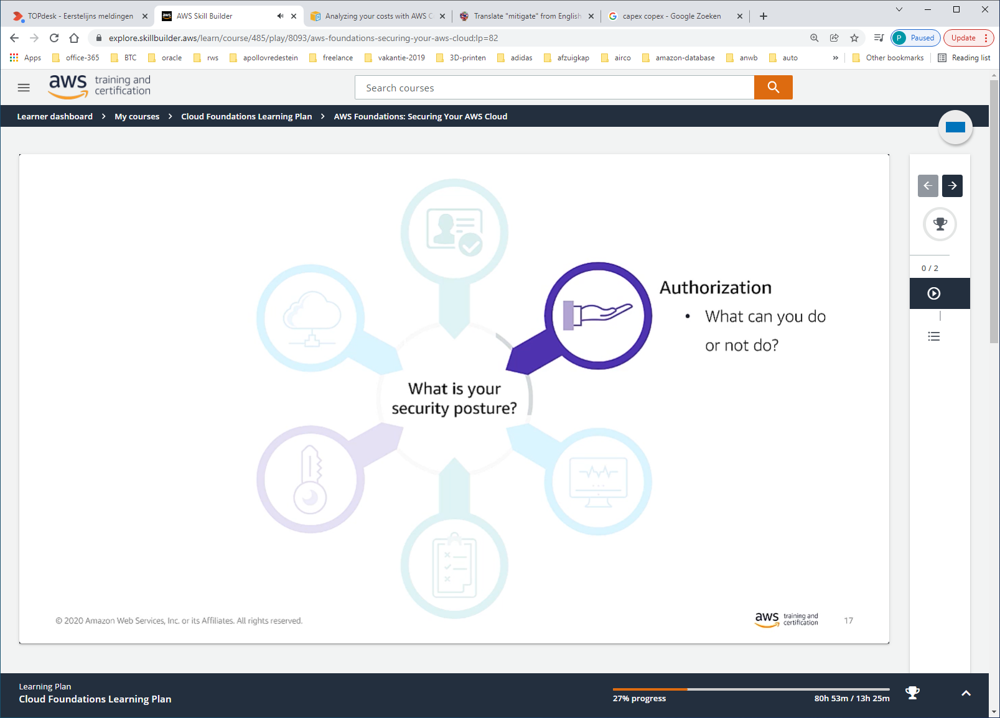 TOPdesk - Eerstelijns meldingen
AWS Skill Builder
Analyzing your costs with AWS C
Translate "mitigate" from English
capex copex - Google Zoeken
explore.skillbuilder.aws/learn/course/485/play/8093/aws-foundations-securing-your-aws-cloud;lp=82
P Paused
Update
Apps office-365 BTC oracle rws apollovredestein freelance vakantie-2019 3D-printen adidas afzuigkap airco amazon-database anwb auto » Other bookmarks Reading list
aws training and
certification
Search courses
Learner dashboard > My courses > Cloud Foundations Learning Plan > AWS Foundations: Securing Your AWS Cloud
0 / 2
Authorization
• What can you do
or not do?
What is your
security posture?
© 2020 Amazon Web Services, Inc. or its Affiliates. All rights reserved.
aws training and
certification
17
Learning Plan
Cloud Foundations Learning Plan
27% progress
80h 53m / 13h 25m